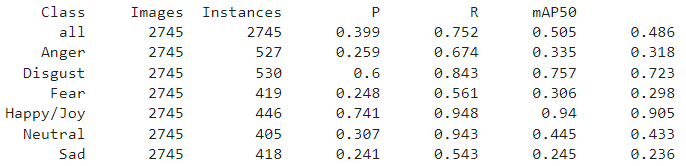 Class Images Instances P R mAP50
all 2745 2745 0.399 0.752 0.505 0.486
Anger 2745 527 0.259 0.674 0.335 0.318
Disgust 2745 530 0.6 0.843 0.757 0.723
Fear 2745 419 0.248 0.561 0.306 0.298
Happy/Joy 2745 446 0.741 0.948 0.94 0.905
Neutral 2745 405 0.307 0.943 0.445 0.433
Sad 2745 418 0.241 0.543 0.245 0.236